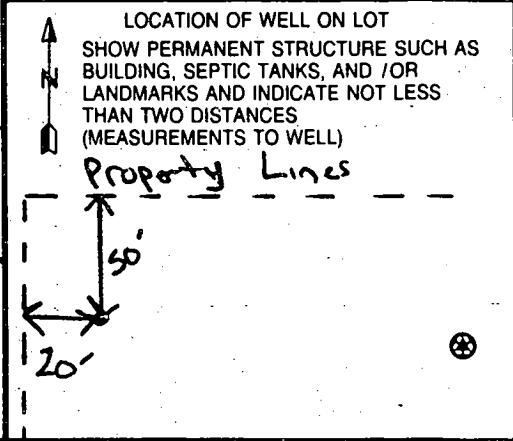 LOCATION OF WELL ON LOT
SHOW PERMANENT STRUCTURE SUCH AS
N
BUILDING, SEPTIC TANKS, AND /OR
LANDMARKS AND INDICATE NOT LESS
THAN TWO DISTANCES
(MEASUREMENTS TO WELL)
Property Lines
50'
20'